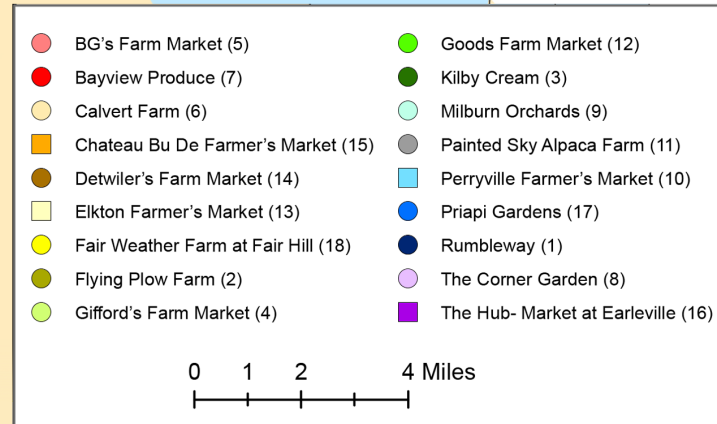 BG's Farm Market (5)
Bayview Produce (7)
Calvert Farm (6)
Chateau Bu De Farmer's Market (15)
Detwiler's Farm Market (14)
Elkton Farmer's Market (13)
Fair Weather Farm at Fair Hill (18)
Flying Plow Farm (2)
Gifford's Farm Market (4)
Goods Farm Market (12)
Kilby Cream (3)
Milburn Orchards (9)
Painted Sky Alpaca Farm (11)
Perryville Farmer's Market (10)
Priapi Gardens (17)
Rumbleway (1)
The Corner Garden (8)
The Hub- Market at Earleville (16)
0 1 2 4 Miles